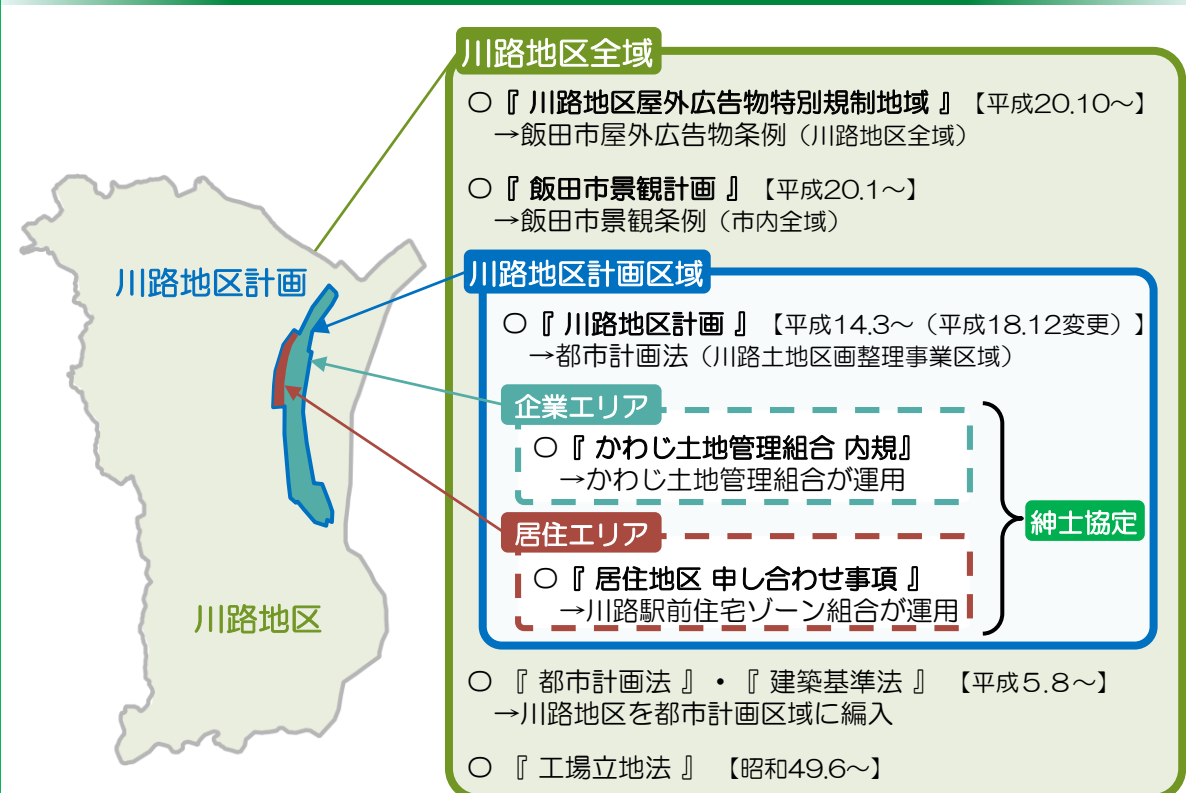 川路地区全域
〇『 川路地区屋外広告物特別規制地域 』【平成20.10～】
→飯田市屋外広告物条例（川路地区全域）
〇『 飯田市景観計画 』【平成20.1～】
→飯田市景観条例（市内全域）
川路地区計画区域
〇『 川路地区計画 』【平成14.3～（平成18.12変更）】
→都市計画法（川路土地区画整理事業区域）
企業エリア
〇『 かわじ土地管理組合 内規』
→かわじ土地管理組合が運用
居住エリア
〇『 居住地区 申し合わせ事項 』
→川路駅前住宅ゾーン組合が運用
紳士協定
〇 『 都市計画法 』・『 建築基準法 』 【平成5.8～】
→川路地区を都市計画区域に編入
〇 『 工場立地法 』 【昭和49.6～】
川路地区計画
川路地区